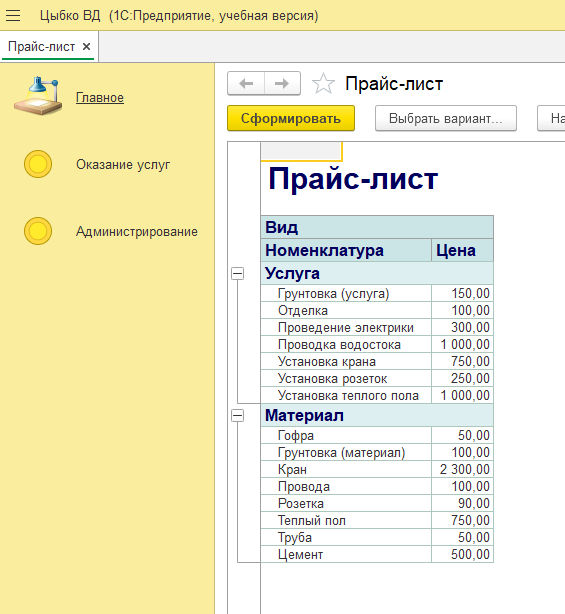 Цыбко ВД (1С:Предприятие, учебная версия)
Прайс-лист ×
Главное
Оказание услуг
Администрирование
Прайс-лист
Сформировать
Выбрать вариант...
На
Прайс-лист
Вид
Номенклатура Цена
Услуга
Грунтовка (услуга) 150,00
Отделка 100,00
Проведение электрики 300,00
Проводка водостока 1 000,00
Установка крана 750,00
Установка розеток 250,00
Установка теплого пола 1 000,00
Материал
Гофра 50,00
Грунтовка (материал) 100,00
Кран 2 300,00
Провода 100,00
Розетка 90,00
Теплый пол 750,00
Труба 50,00
Цемент 500,00